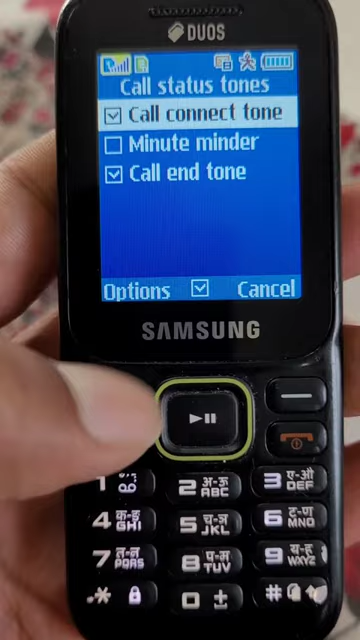 DUOS
Call status tones
Call connect tone
Minute minder
Call end tone
Options Cancel
SAMSUNG
1
2 अ-ऊ ABC
3 ए-औ DEF
4 क-ङ GHI
5 च-ञ JKL
6 ट-ण MNO
7 त-न PQRS
8 प-म TUV
9 य-ह WXYZ
* 
0 ±
#